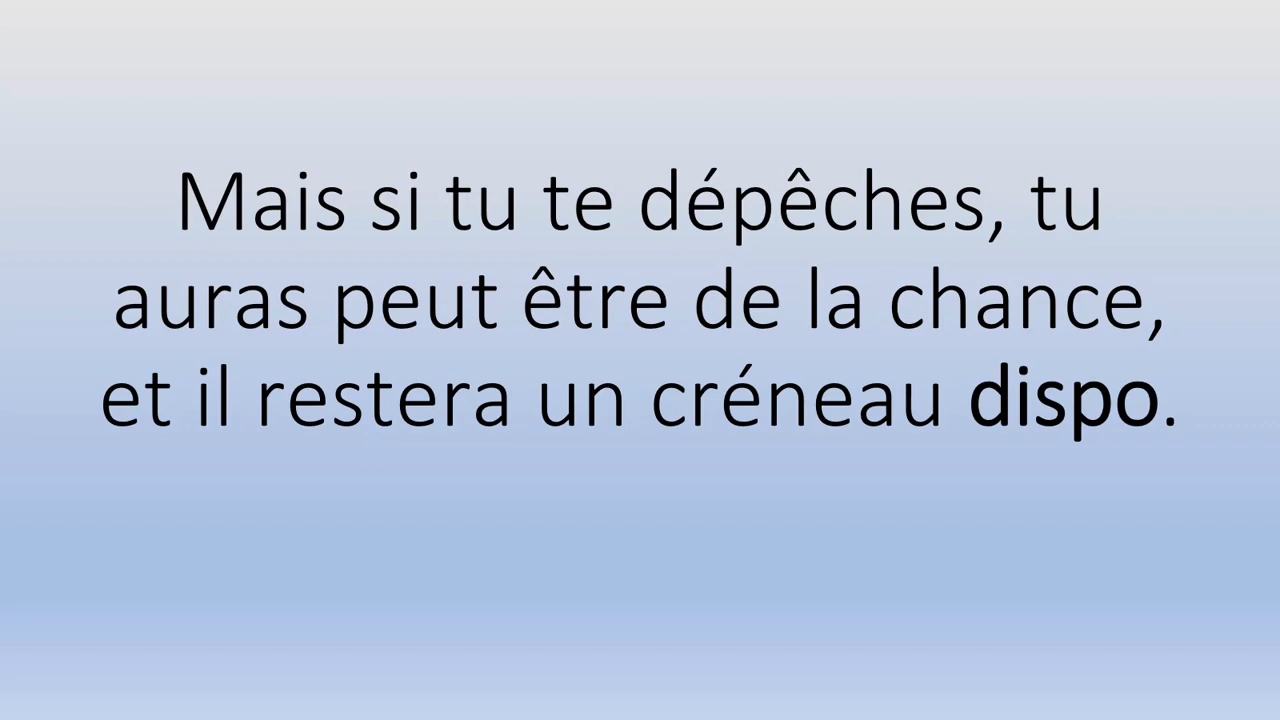 Mais si tu te dépêches, tu
auras peut être de la chance,
et il restera un créneau dispo.